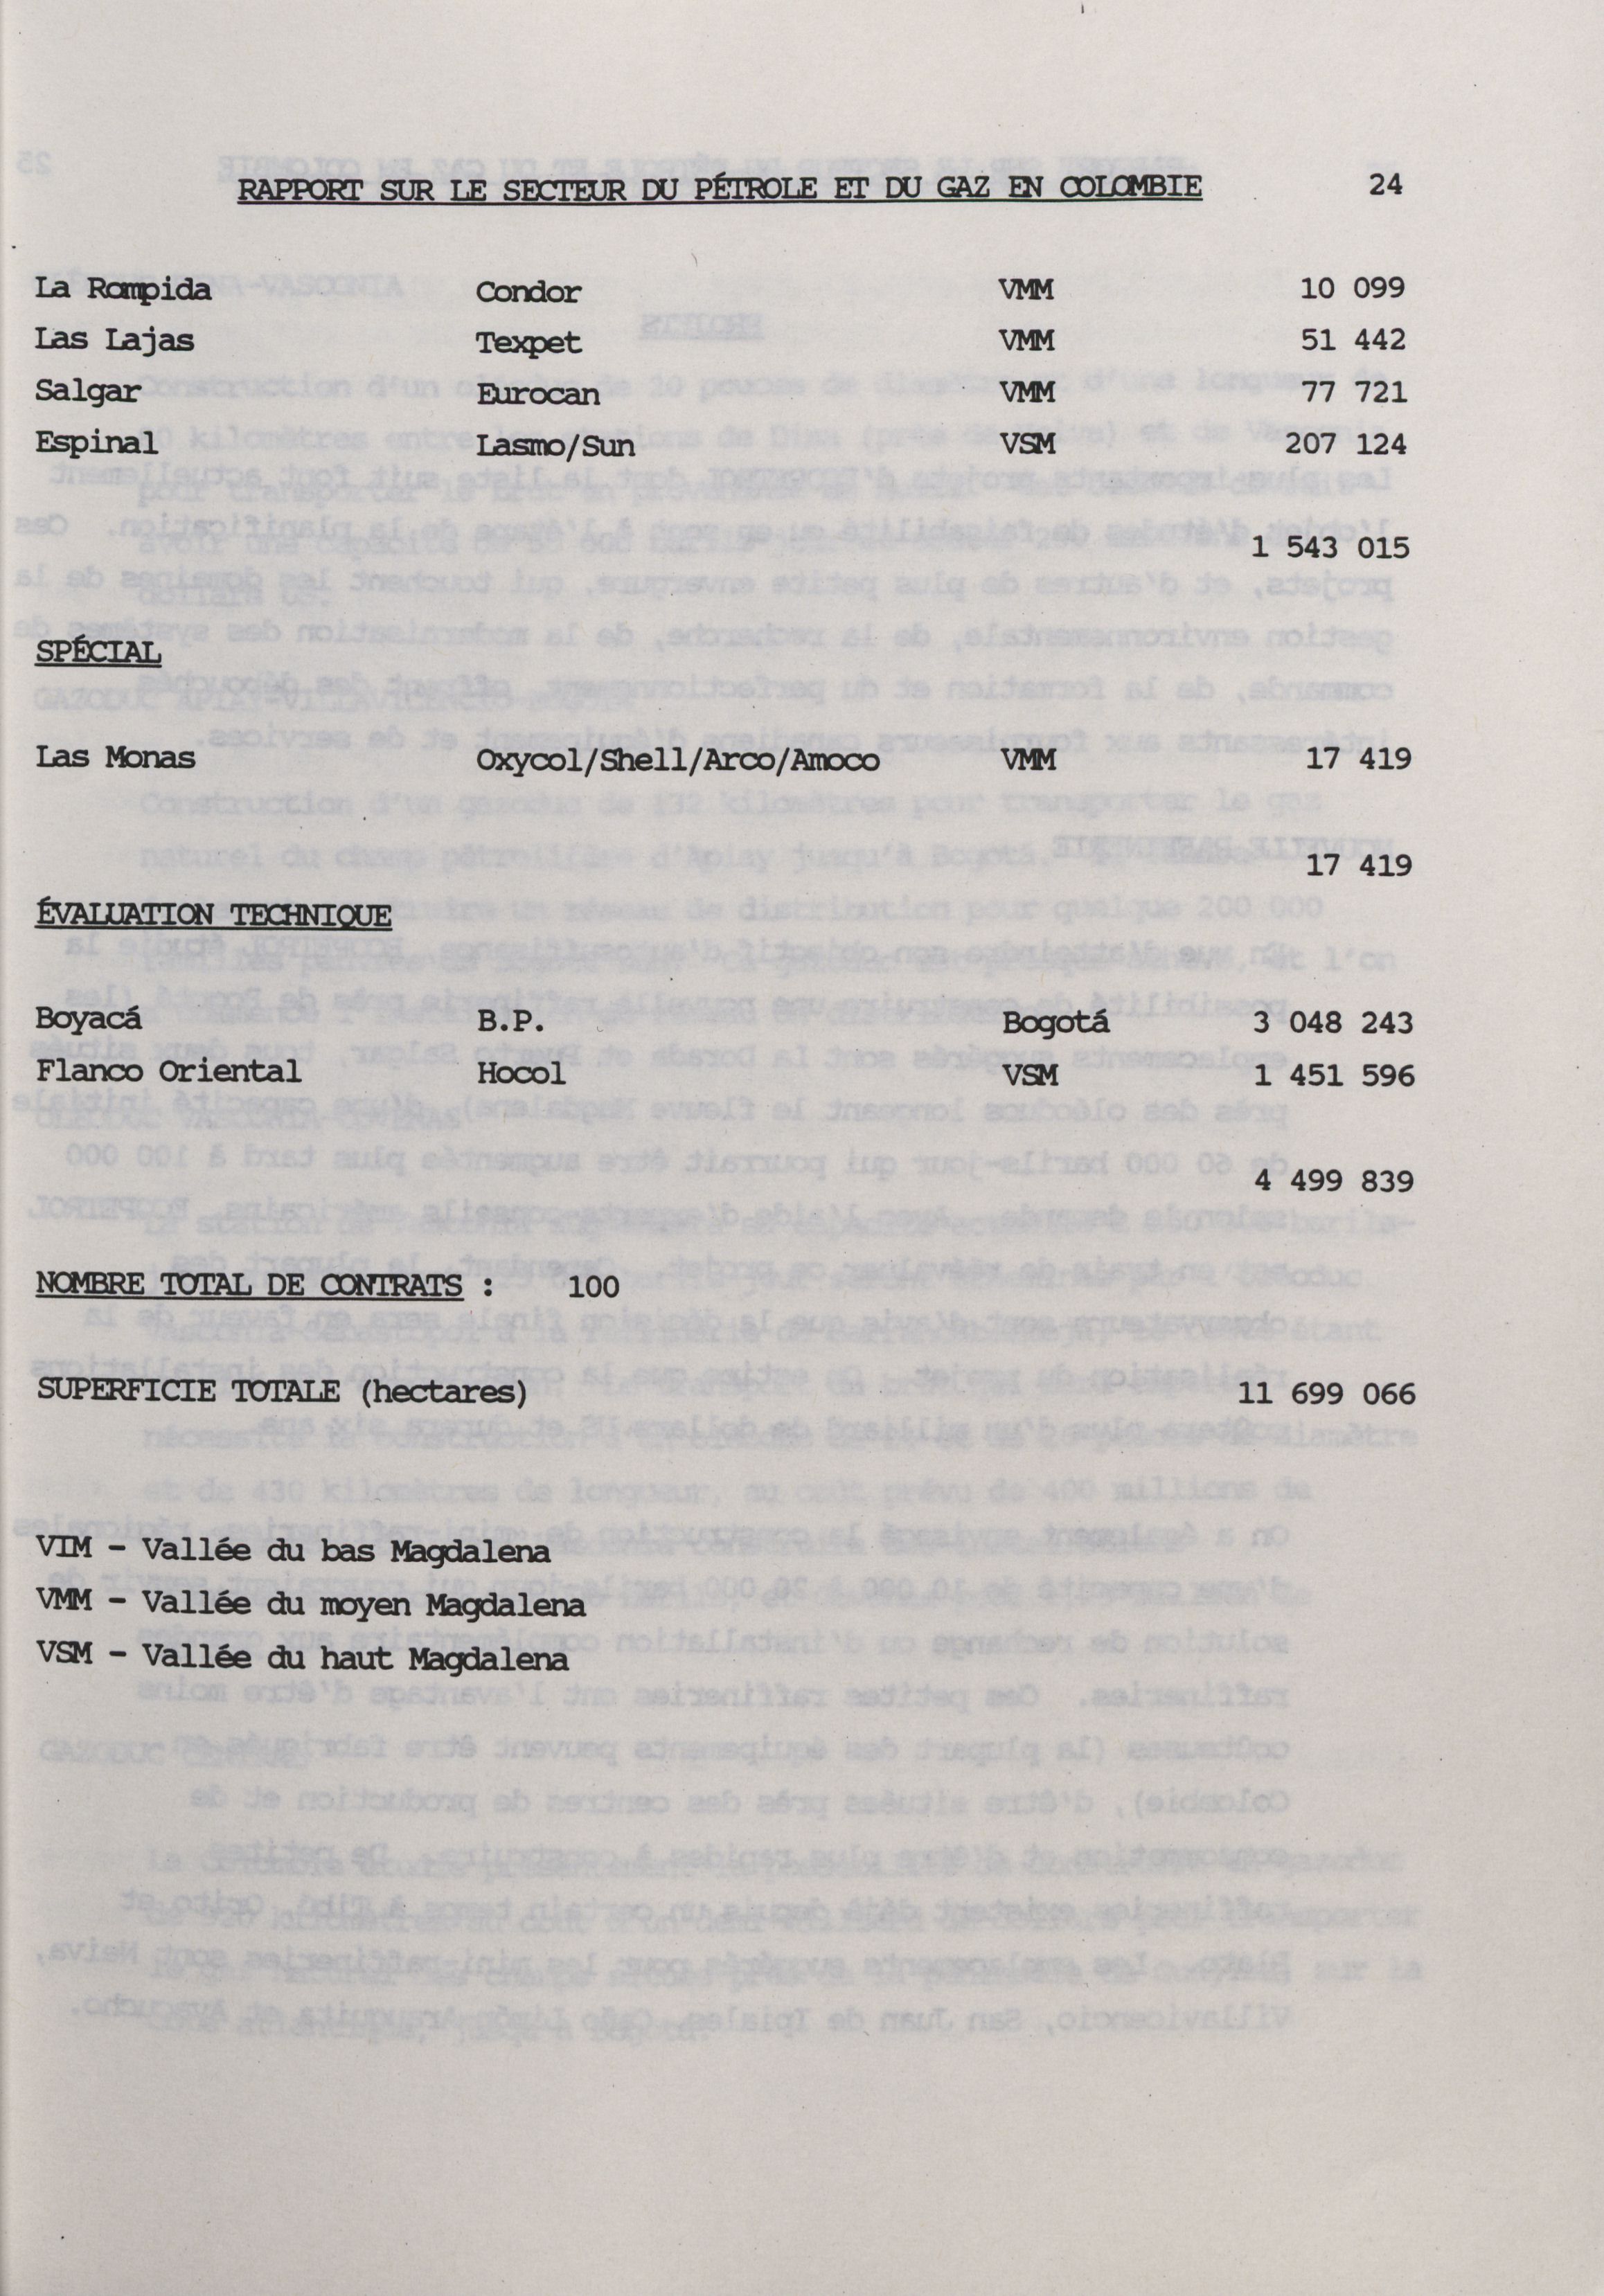 RAPPORT SUR LE SECTEUR DU PÉTROLE ET DU GAZ EN COLOMBIE 24
La Rompida Condor VMM 10 099
Las Lajas Texpet VMM 51 442
Salgar Eurocan VMM 77 721
Espinal Lasmo/Sun VSM 207 124
1 543 015
SPÉCIAL
Las Monas Oxycol/Shell/Arco/Amoco VMM 17 419
17 419
ÉVALUATION TECHNIQUE
Boyacá B.P. Bogotá 3 048 243
Flanco Oriental Hocol VSM 1 451 596
4 499 839
NOMBRE TOTAL DE CONTRATS : 100
SUPERFICIE TOTALE (hectares) 11 699 066
VIM - Vallée du bas Magdalena
VMM - Vallée du moyen Magdalena
VSM - Vallée du haut Magdalena